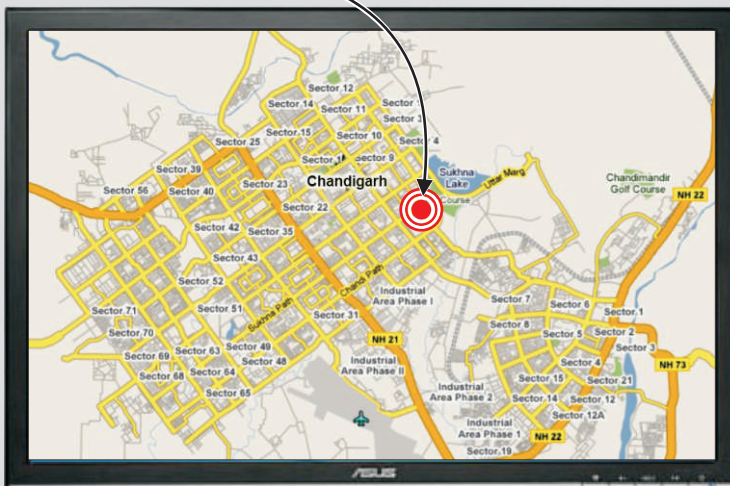 Sector 12
Sector 14
Sector 11
Sector
Sector 3
Sector 15
Sector 10
Sector 4
Sector 25
Sector 9
Sector 39
Sukhna
Lake
Uttar Marg
Chandimandir
Golf Course
NH 22
Sector 56
Sector 40
Sector 23
Chandigarh
Course
Sector 22
Sector 42
Sector 35
Sector 43
Sector 52
Chandi Path
Industrial
Area Phase I
Sector 7
Sector 6
Sector 1
Sector 71
Sector 51
Sukhna Path
Sector 31
Sector 8
Sector 5
Sector 2
Sector 70
NH 21
Sector 3
Sector 69
Sector 63
Sector 49
Sector 48
Industrial
Area Phase II
Sector 4
NH 73
Sector 68
Sector 64
Sector 65
Industrial
Area Phase 2
Sector 15
Sector 21
Sector 14
Sector 12
Sector 12A
Industrial
Area Phase 1
NH 22
Sector 19
ASUS